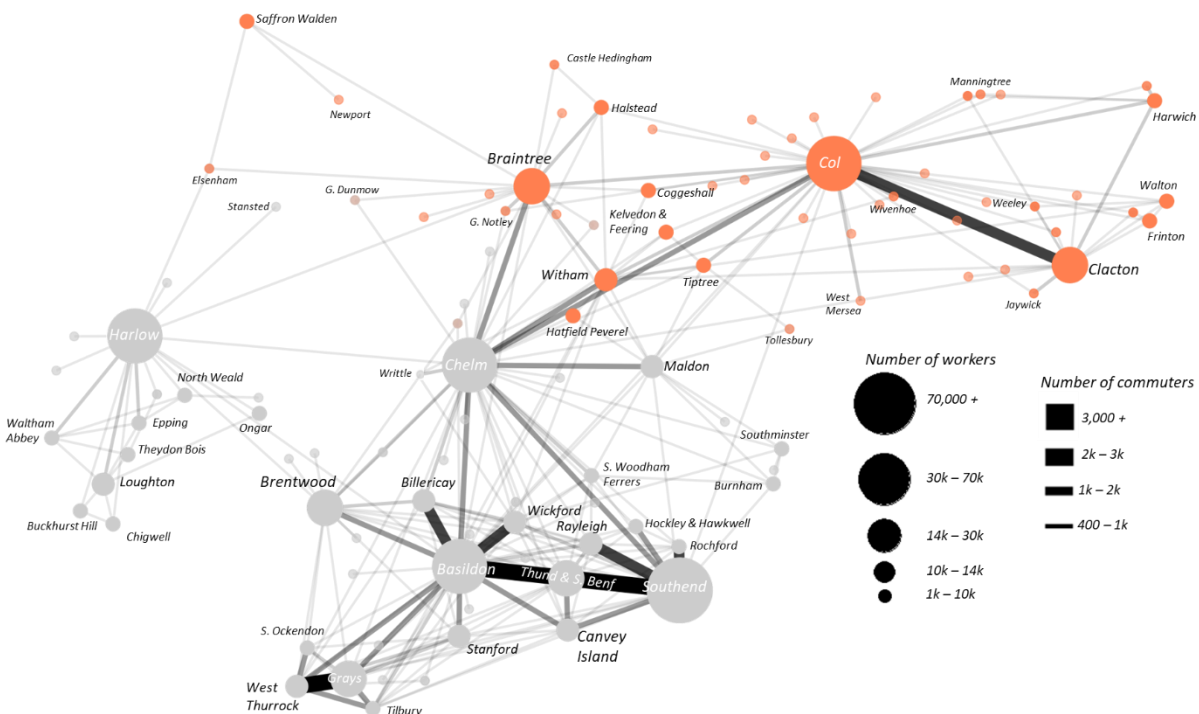 Saffron Walden
Castle Hedingham
Newport
Halstead
Manningtree
Harwich
Braintree
Col
Elsenham
G. Dunmow
Stansted
Coggeshall
Walton
G. Notley
Kelvedon &
Feering
Wivenhoe
Weeley
Frinton
Witham
Tiptree
Clacton
West
Mersea
Jaywick
Hatfield Peverel
Tollesbury
Harlow
Chelm
Writtle
Maldon
North Weald
Waltham
Abbey
Epping
Ongar
Theydon Bois
Loughton
Buckhurst Hill
Chigwell
Southminster
Burnham
Brentwood
Billericay
S. Woodham
Ferrers
Wickford
Rayleigh
Hockley & Hawkwell
Rochford
Basildon
Thund & S. Benf
Southend
S. Ockendon
Stanford
Canvey
Island
West
Thurrock
Grays
Tilbury
Number of workers
70,000 +
30k – 70k
14k – 30k
10k – 14k
1k – 10k
Number of commuters
3,000 +
2k – 3k
1k – 2k
400 – 1k